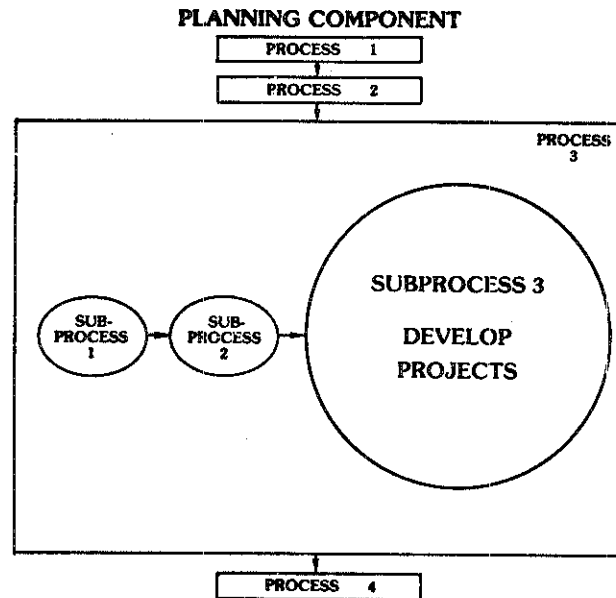 PLANNING COMPONENT
PROCESS 1
PROCESS 2
PROCESS
3
SUBPROCESS 3
DEVELOP
PROJECTS
SUB-
PROCESS
1
SUB-
PROCESS
2
PROCESS 4